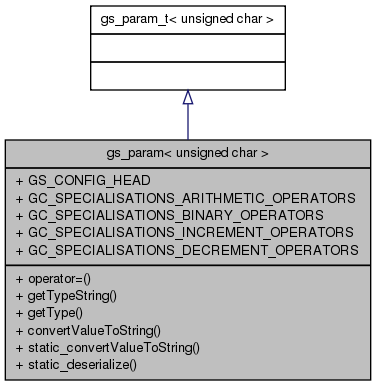 gs_param_t< unsigned char >
gs_param< unsigned char >
+ GS_CONFIG_HEAD
+ GC_SPECIALISATIONS_ARITHMETIC_OPERATORS
+ GC_SPECIALISATIONS_BINARY_OPERATORS
+ GC_SPECIALISATIONS_INCREMENT_OPERATORS
+ GC_SPECIALISATIONS_DECREMENT_OPERATORS
+ operator=()
+ getTypeString()
+ getType()
+ convertValueToString()
+ static_convertValueToString()
+ static_deserialize()